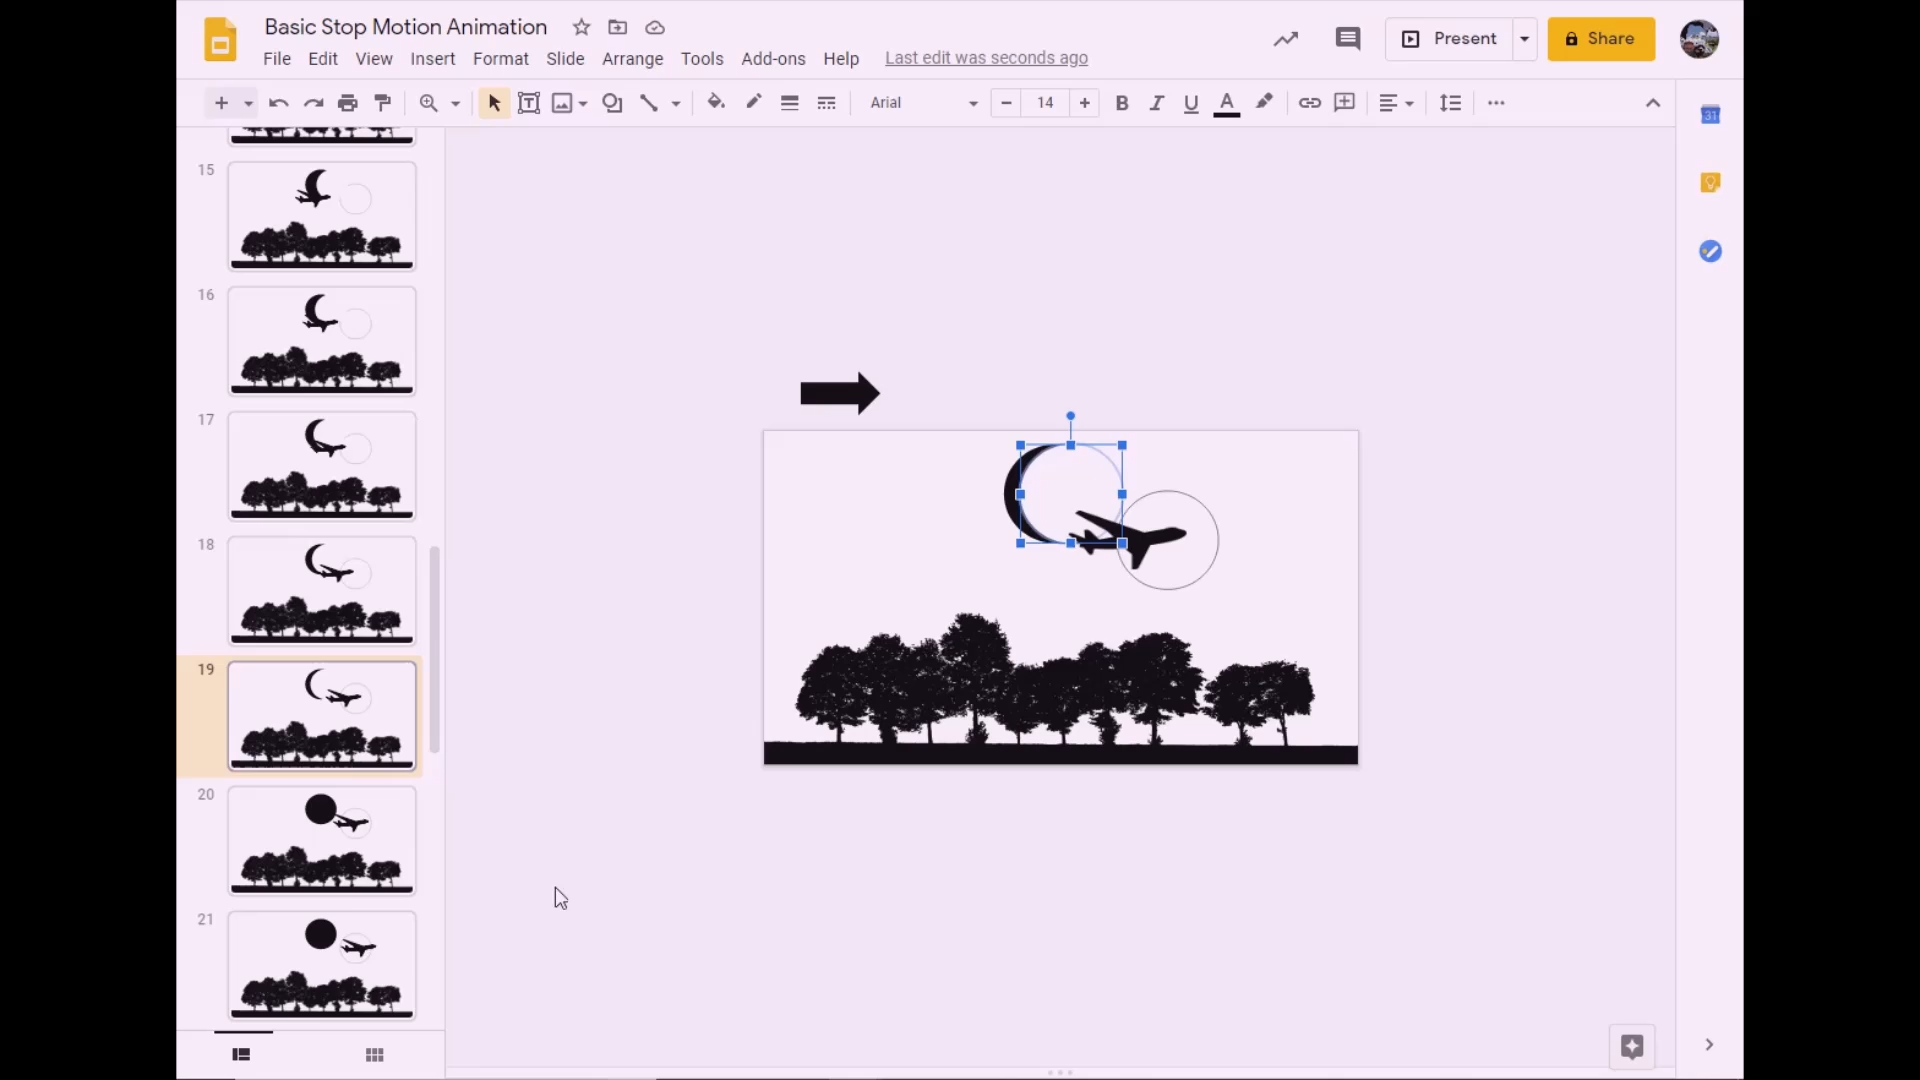 Basic Stop Motion Animation
File Edit View Insert Format Slide Arrange Tools Add-ons Help Last edit was seconds ago
Present
Share
Arial
14
B I U A
31
15
16
17
18
19
20
21